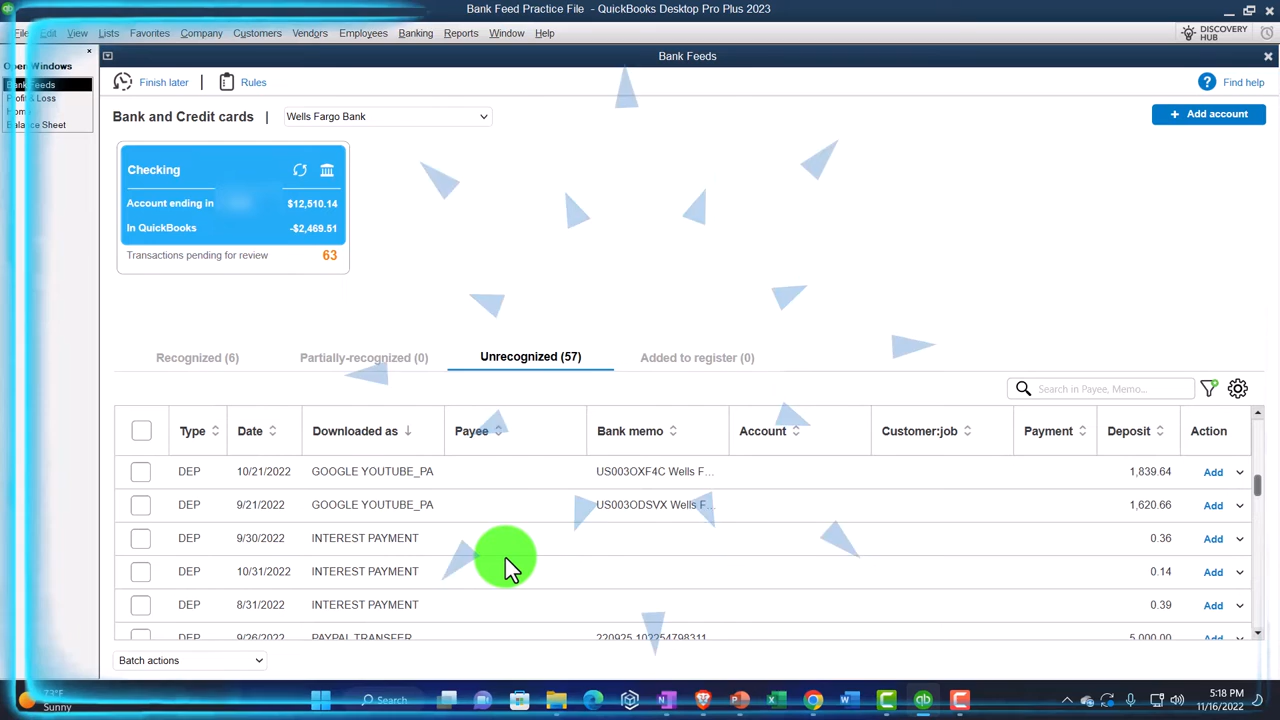 Bank Feed Practice File - QuickBooks Desktop Pro Plus 2023
File Edit View Lists Favorites Company Customers Vendors Employees Banking Reports Window Help
DISCOVERY
HUB
Bank Feeds
Open Windows
Bank Feeds
Profit & Loss
Home
Balance Sheet
Finish later | Rules
Find help
Bank and Credit cards | Wells Fargo Bank
+ Add account
Checking
Account ending in $12,510.14
In QuickBooks -$2,469.51
Transactions pending for review 63
Recognized (6) Partially-recognized (0) Unrecognized (57) Added to register (0)
Search in Payee, Memo...
Type Date Downloaded as Payee Bank memo Account Customer:job Payment Deposit Action
DEP 10/21/2022 GOOGLE YOUTUBE_PA US003OXF4C Wells F... 1,839.64 Add
DEP 9/21/2022 GOOGLE YOUTUBE_PA US003ODSVX Wells F... 1,620.66 Add
DEP 9/30/2022 INTEREST PAYMENT 0.36 Add
DEP 10/31/2022 INTEREST PAYMENT 0.14 Add
DEP 8/31/2022 INTEREST PAYMENT 0.39 Add
DEP 9/26/2022 PAYPAL TRANSFER 220925 102254798311 5,000.00 Add
Batch actions
73°F
Sunny
Search
5:18 PM
11/16/2022